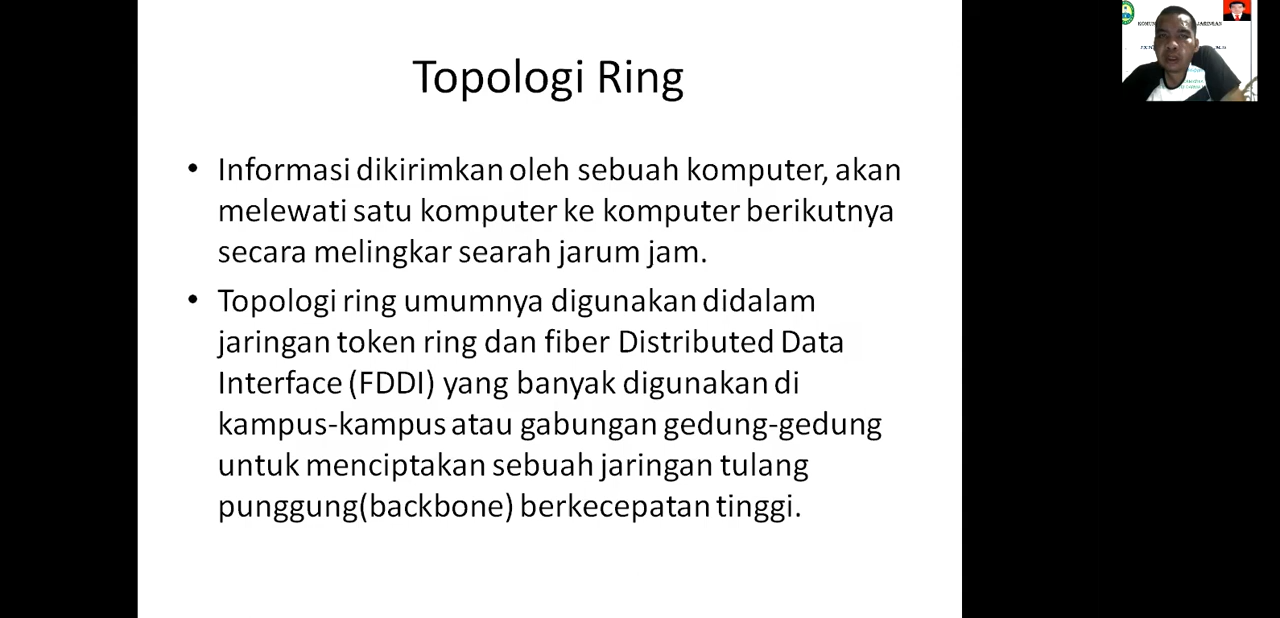 Topologi Ring
• Informasi dikirimkan oleh sebuah komputer, akan
melewati satu komputer ke komputer berikutnya
secara melingkar searah jarum jam.
• Topologi ring umumnya digunakan didalam
jaringan token ring dan fiber Distributed Data
Interface (FDDI) yang banyak digunakan di
kampus-kampus atau gabungan gedung-gedung
untuk menciptakan sebuah jaringan tulang
punggung(backbone) berkecepatan tinggi.